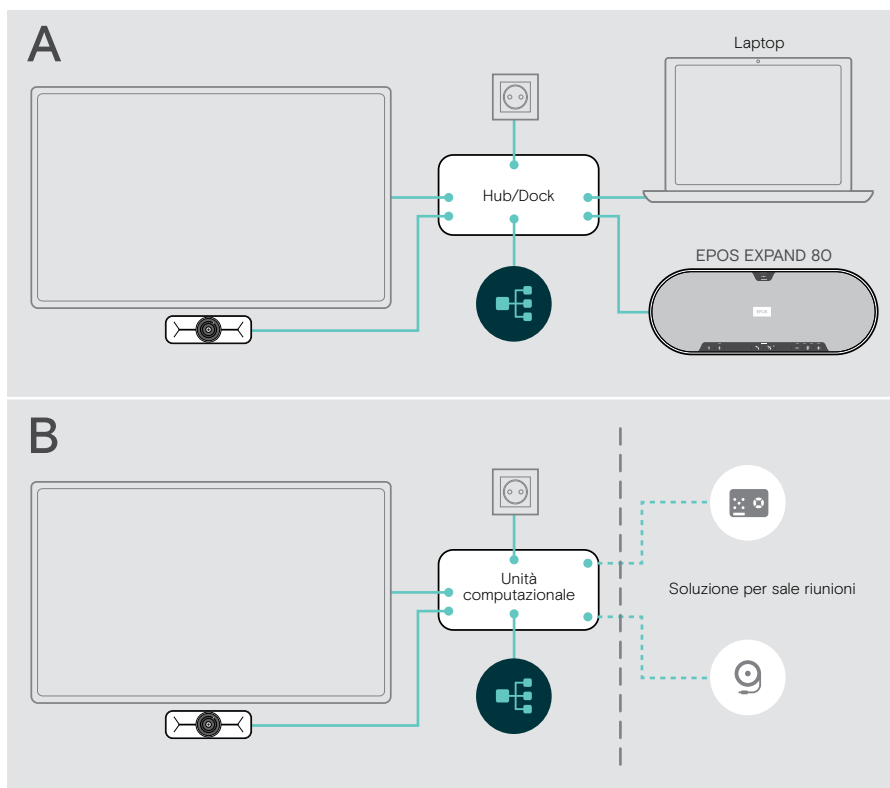 A
Laptop
Hub/Dock
EPOS EXPAND 80
EPOS
B
Unità
computazionale
Soluzione per sale riunioni